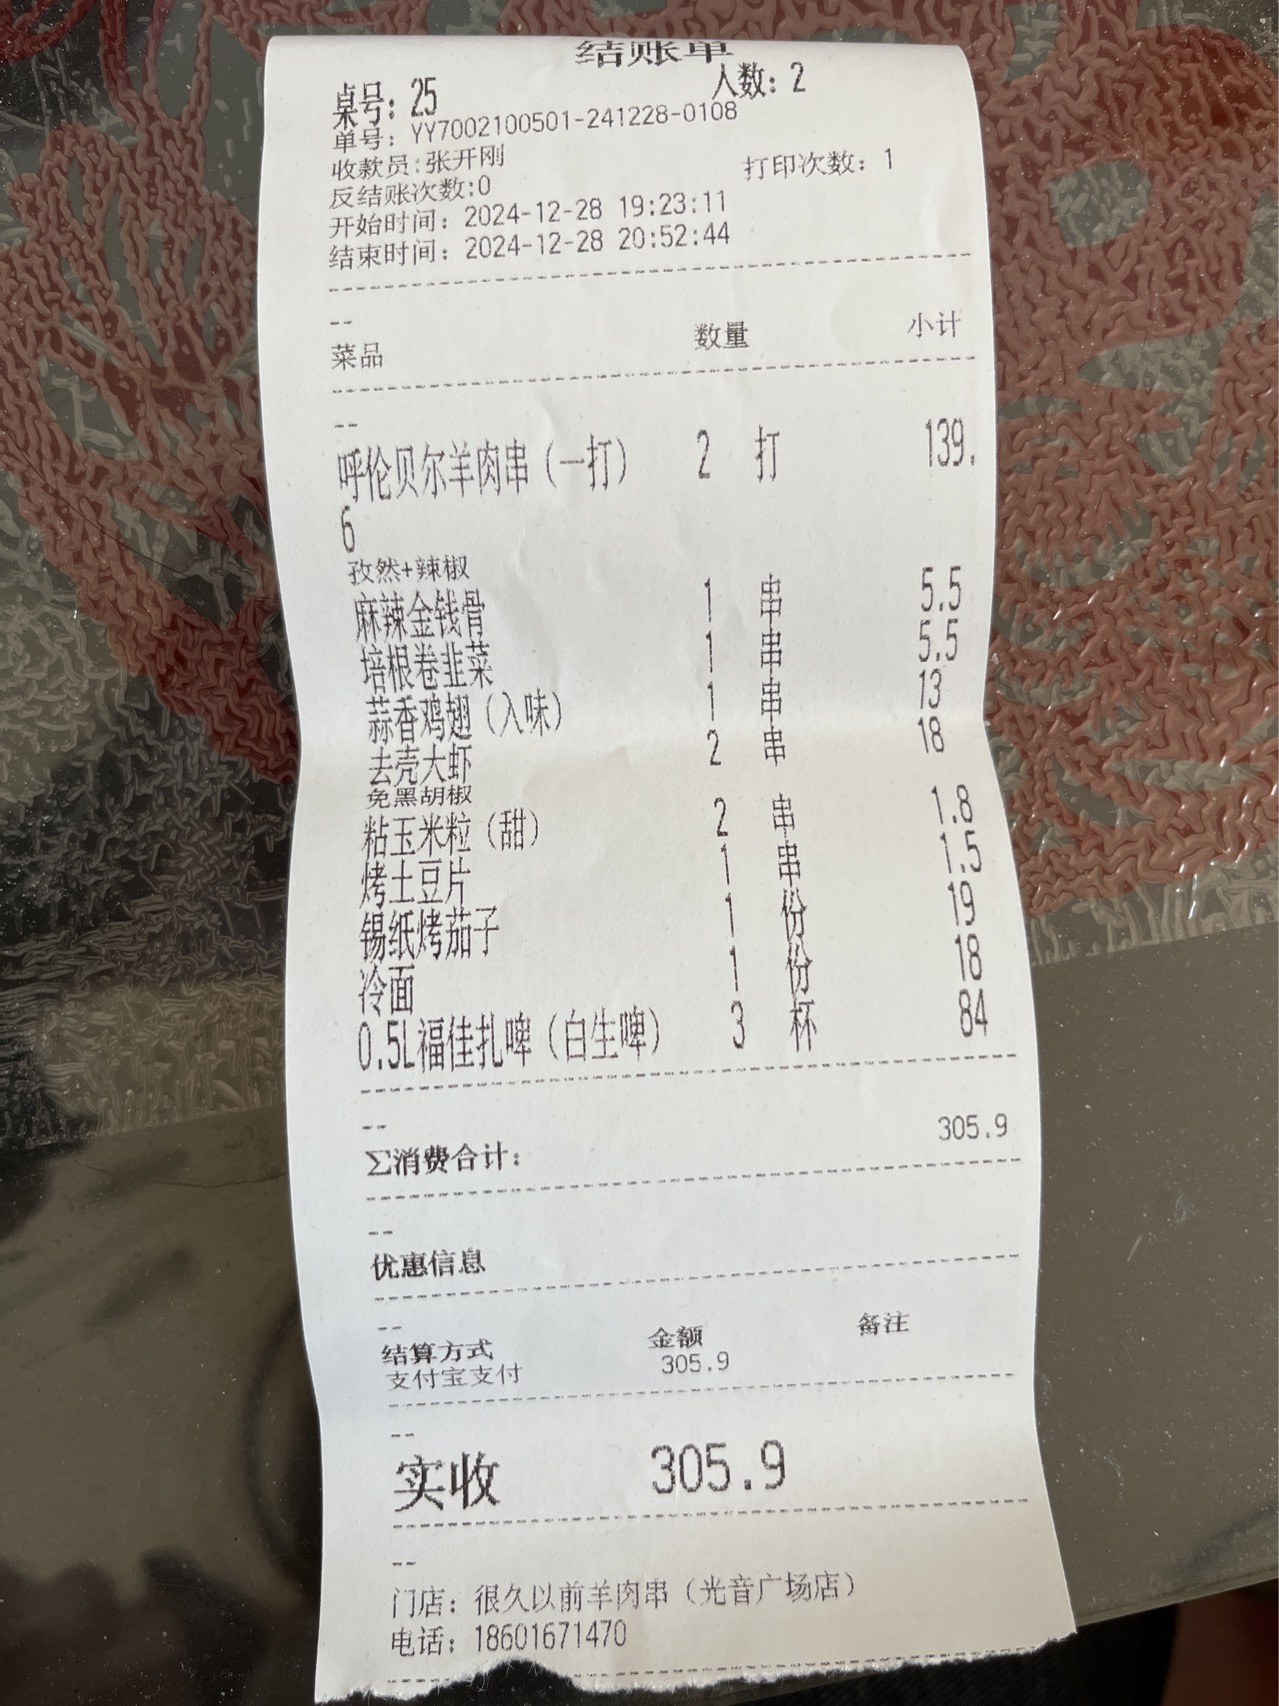 结账单
桌号：25 人数：2
单号：YY7002100501-241228-0108
收款员:张开刚 打印次数：1
反结账次数:0
开始时间：2024-12-28 19:23:11
结束时间：2024-12-28 20:52:44
--
菜品 数量 小计
--
呼伦贝尔羊肉串（一打） 2 打 139.
6
孜然+辣椒
麻辣金钱骨 1 串 5.5
培根卷韭菜 1 串 5.5
蒜香鸡翅（入味） 1 串 13
去壳大虾 2 串 18
免黑胡椒
粘玉米粒（甜） 2 串 1.8
烤土豆片 1 串 1.5
锡纸烤茄子 1 份 19
冷面 1 份 18
0.5L福佳扎啤（白生啤） 3 杯 84
--
∑消费合计： 305.9
--
优惠信息
--
结算方式 金额 备注
支付宝支付 305.9
--
实收 305.9
--
门店：很久以前羊肉串（光音广场店）
电话：18601671470